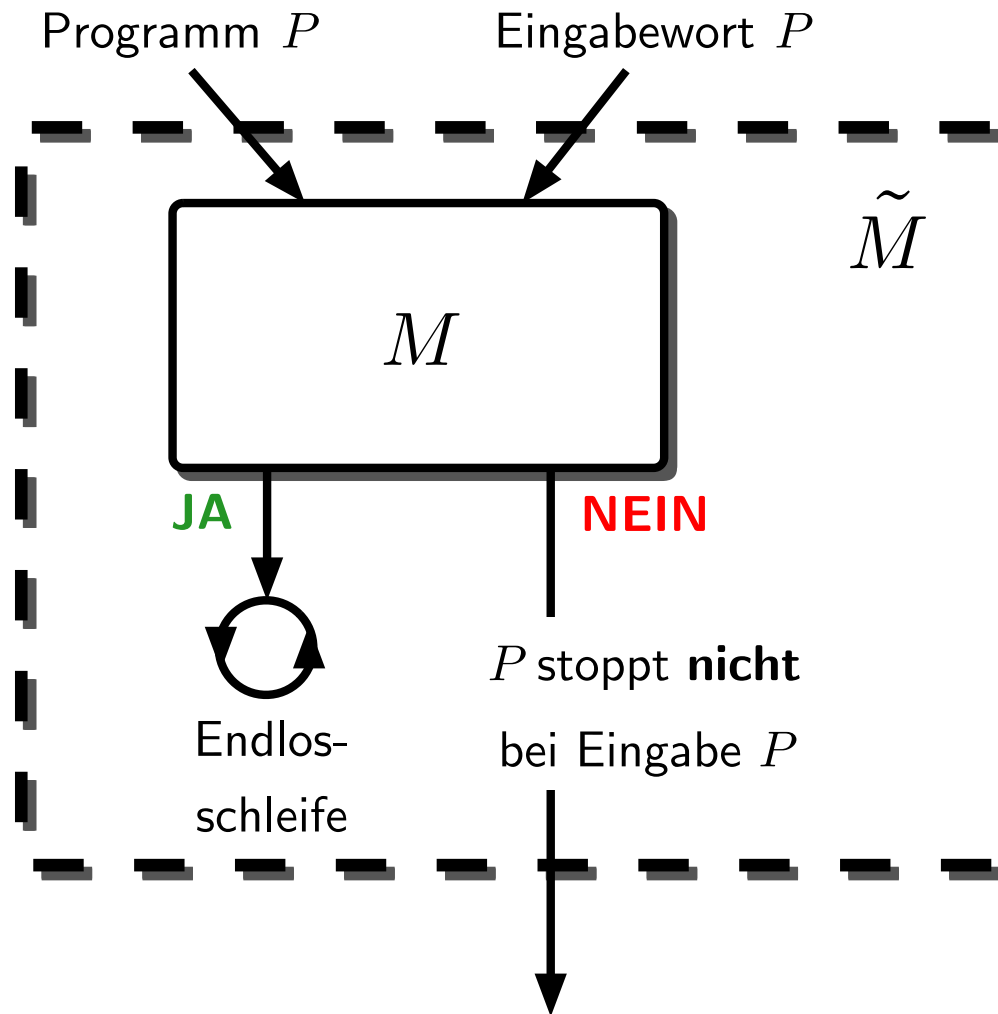 Programm P
Eingabewort P
M̃
M
JA
NEIN
P stoppt nicht
bei Eingabe P
Endlos-
schleife